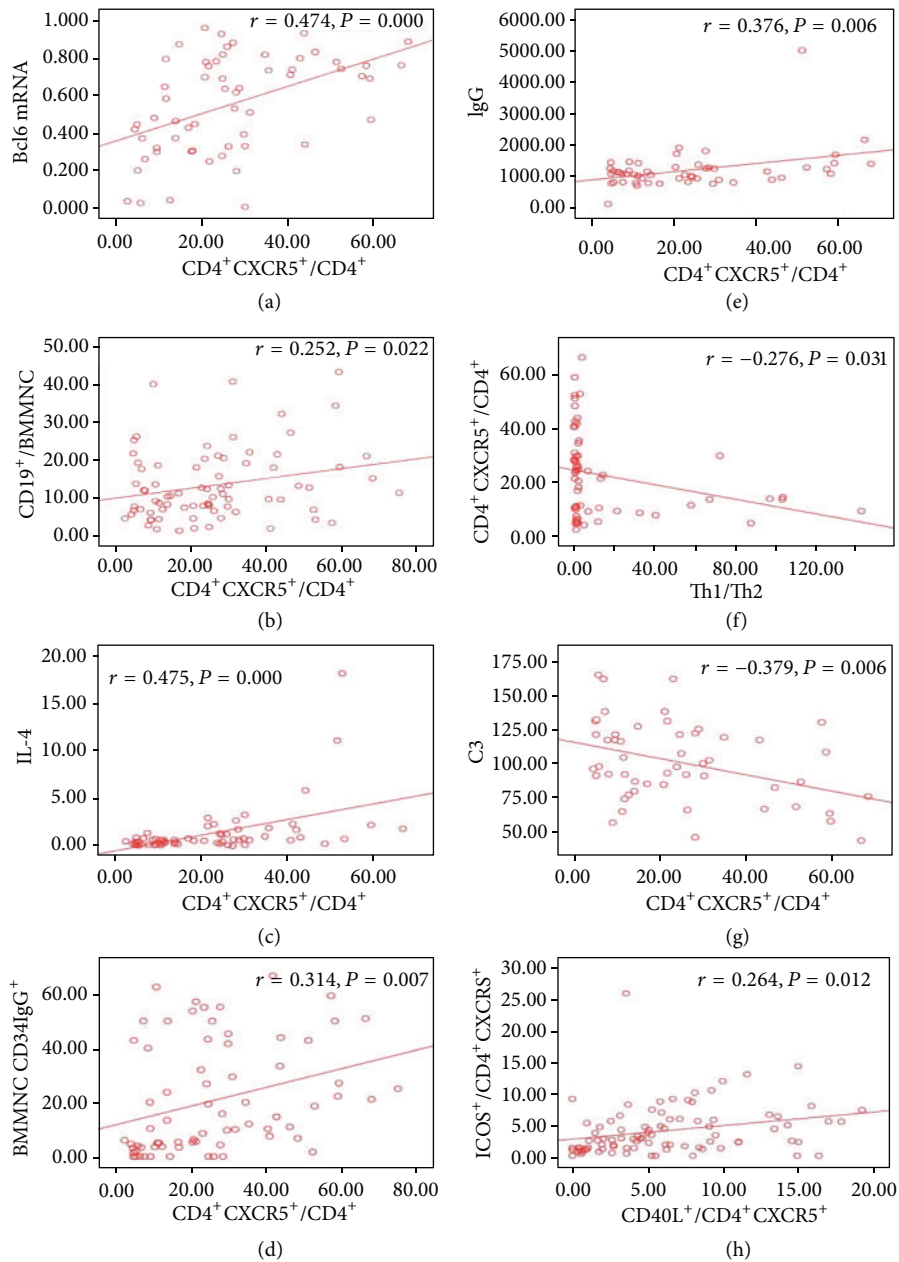 r = 0.474, P = 0.000
Bcl6 mRNA
1.000
0.800
0.600
0.400
0.200
0.000
0.00 20.00 40.00 60.00
CD4⁺CXCR5⁺/CD4⁺
(a)
r = 0.252, P = 0.022
CD19⁺/BMMNC
50.00
40.00
30.00
20.00
10.00
0.00
0.00 20.00 40.00 60.00 80.00
CD4⁺CXCR5⁺/CD4⁺
(b)
r = 0.475, P = 0.000
IL-4
20.00
15.00
10.00
5.00
0.00
0.00 20.00 40.00 60.00
CD4⁺CXCR5⁺/CD4⁺
(c)
r = 0.314, P = 0.007
BMMNC CD34IgG⁺
60.00
40.00
20.00
0.00
0.00 20.00 40.00 60.00 80.00
CD4⁺CXCR5⁺/CD4⁺
(d)
r = 0.376, P = 0.006
IgG
6000.00
5000.00
4000.00
3000.00
2000.00
1000.00
0.00
0.00 20.00 40.00 60.00
CD4⁺CXCR5⁺/CD4⁺
(e)
r = −0.276, P = 0.031
CD4⁺ CXCR5⁺/CD4⁺
60.00
40.00
20.00
0.00
0.00 40.00 80.00 120.00
Th1/Th2
(f)
r = −0.379, P = 0.006
C3
175.00
150.00
125.00
100.00
75.00
50.00
0.00 20.00 40.00 60.00
CD4⁺CXCR5⁺/CD4⁺
(g)
r = 0.264, P = 0.012
ICOS⁺/CD4⁺CXCRS⁺
30.00
25.00
20.00
15.00
10.00
5.00
0.00
0.00 5.00 10.00 15.00 20.00
CD40L⁺/CD4⁺CXCR5⁺
(h)